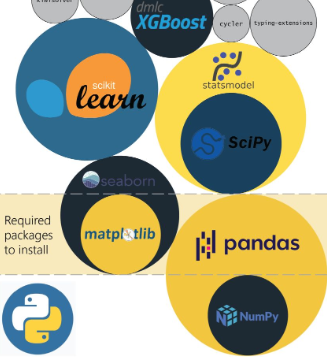 dmlc
XGBoost
cycler
typing-extensions
scikit
learn
statsmodel
SciPy
seaborn
Required
packages
to install
matplotlib
pandas
NumPy